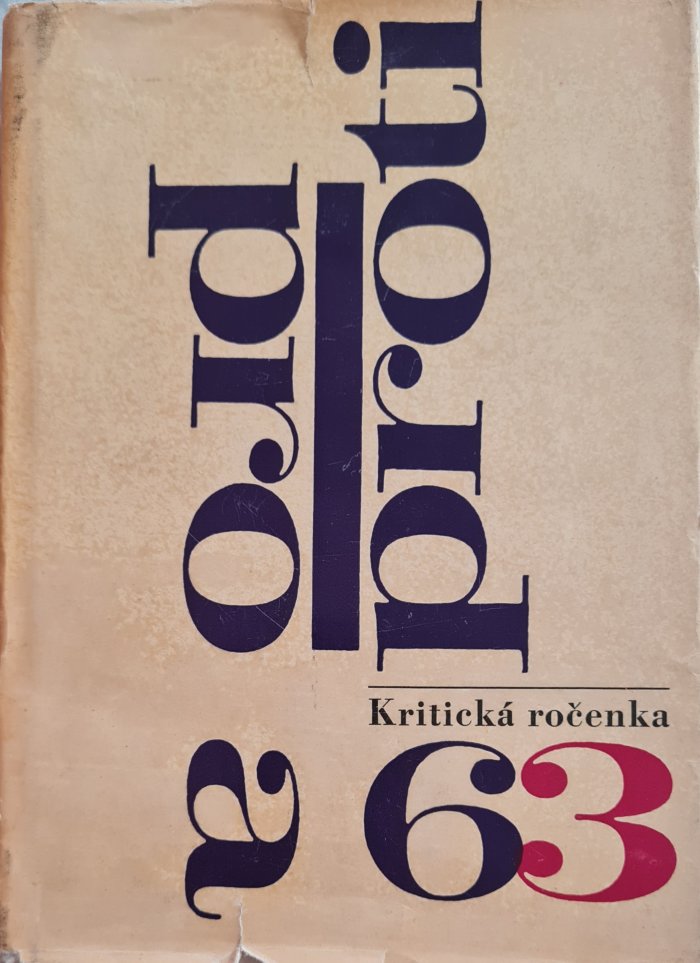 pro a
proti
Kritická ročenka
63